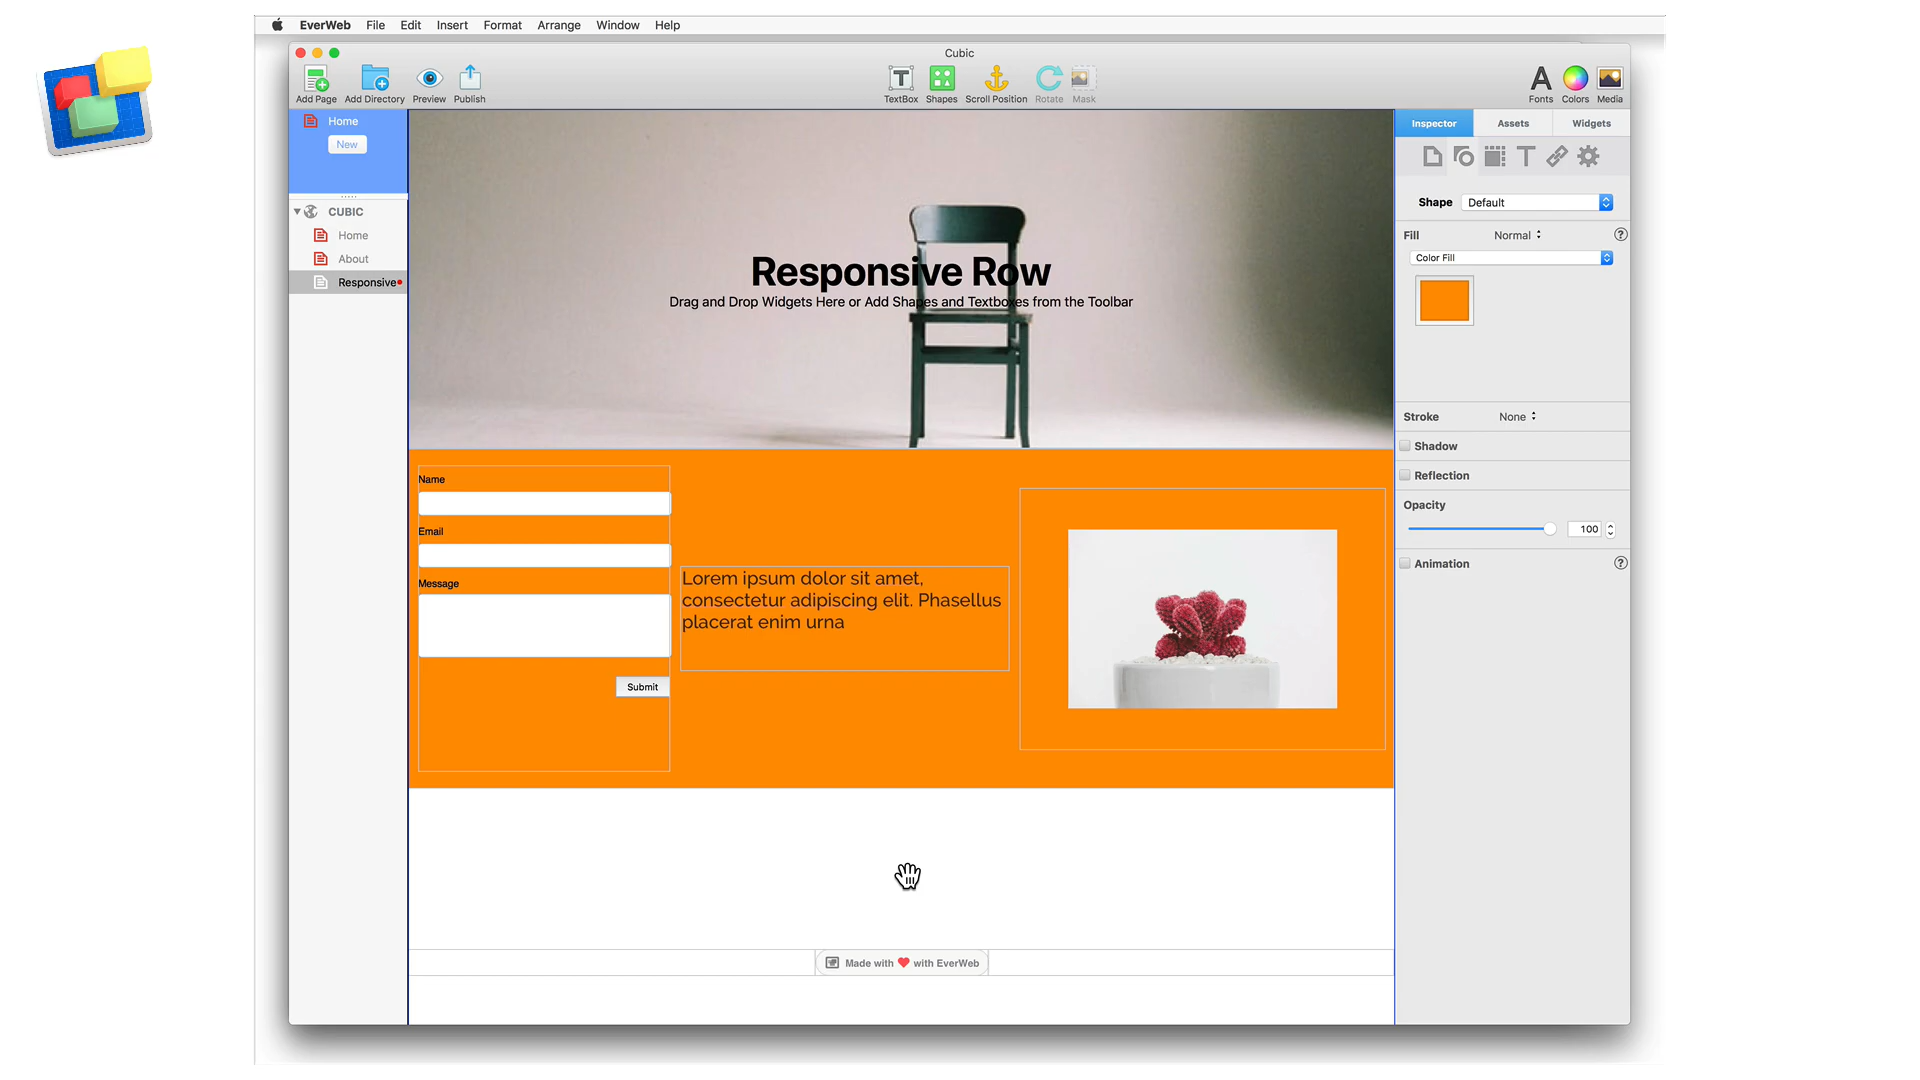 EverWeb File Edit Insert Format Arrange Window Help
Cubic
Add Page Add Directory Preview Publish
TextBox Shapes Scroll Position Rotate Mask
Fonts Colors Media
Home
New
CUBIC
Home
About
Responsive
Responsive Row
Drag and Drop Widgets Here or Add Shapes and Textboxes from the Toolbar
Name
Email
Message
Submit
Lorem ipsum dolor sit amet,
consectetur adipiscing elit. Phasellus
placerat enim urna
Made with ❤ with EverWeb
Inspector Assets Widgets
Shape Default
Fill Normal
Color Fill
Stroke None
Shadow
Reflection
Opacity
100
Animation